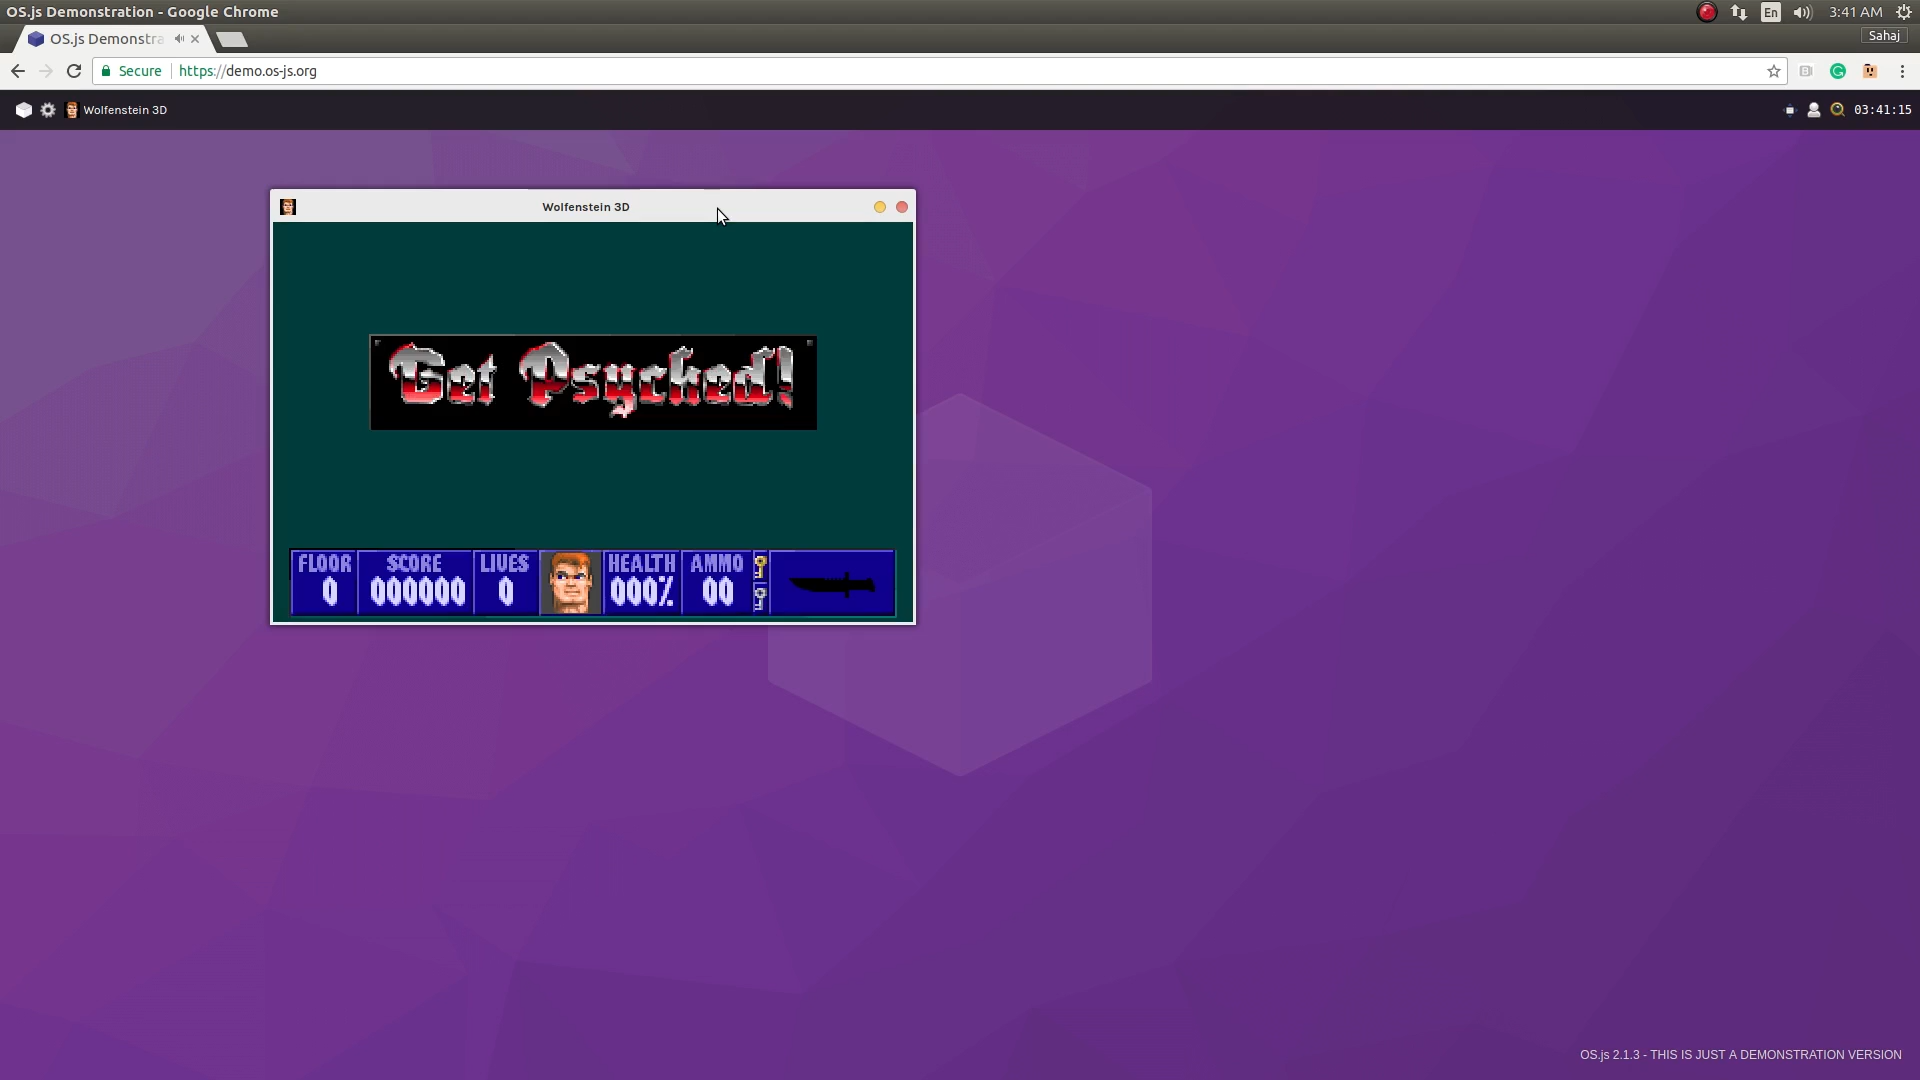 OS.js Demonstration - Google Chrome
En
3:41 AM
OS.js Demonstra
Sahaj
Secure
https://demo.os-js.org
Wolfenstein 3D
03:41:15
Wolfenstein 3D
Get Psyched!
FLOOR SCORE LIVES HEALTH AMMO
0 000000 0 000% 00
OS.js 2.1.3 - THIS IS JUST A DEMONSTRATION VERSION